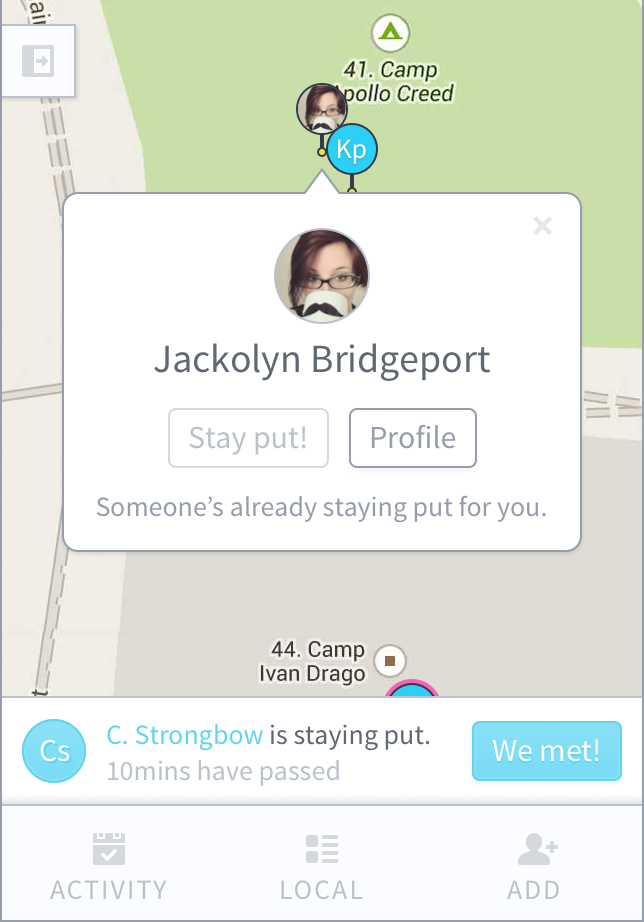 41. Camp
Apollo Creed
Kp
Jackolyn Bridgeport
Stay put!
Profile
Someone’s already staying put for you.
44. Camp
Ivan Drago
Cs
C. Strongbow is staying put.
10mins have passed
We met!
ACTIVITY
LOCAL
ADD